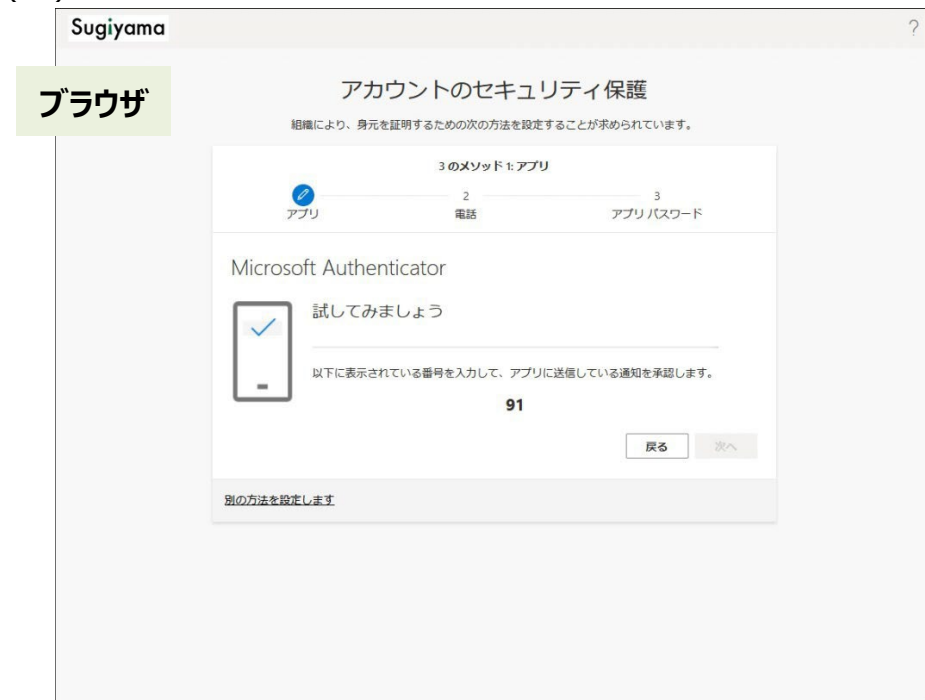 Sugiyama
?
ブラウザ
アカウントのセキュリティ保護
組織により、身元を証明するための次の方法を設定することが求められています。
3 のメソッド 1: アプリ
2
3
アプリ
電話
アプリ パスワード
Microsoft Authenticator
試してみましょう
以下に表示されている番号を入力して、アプリに送信している通知を承認します。
91
戻る
次へ
別の方法を設定します